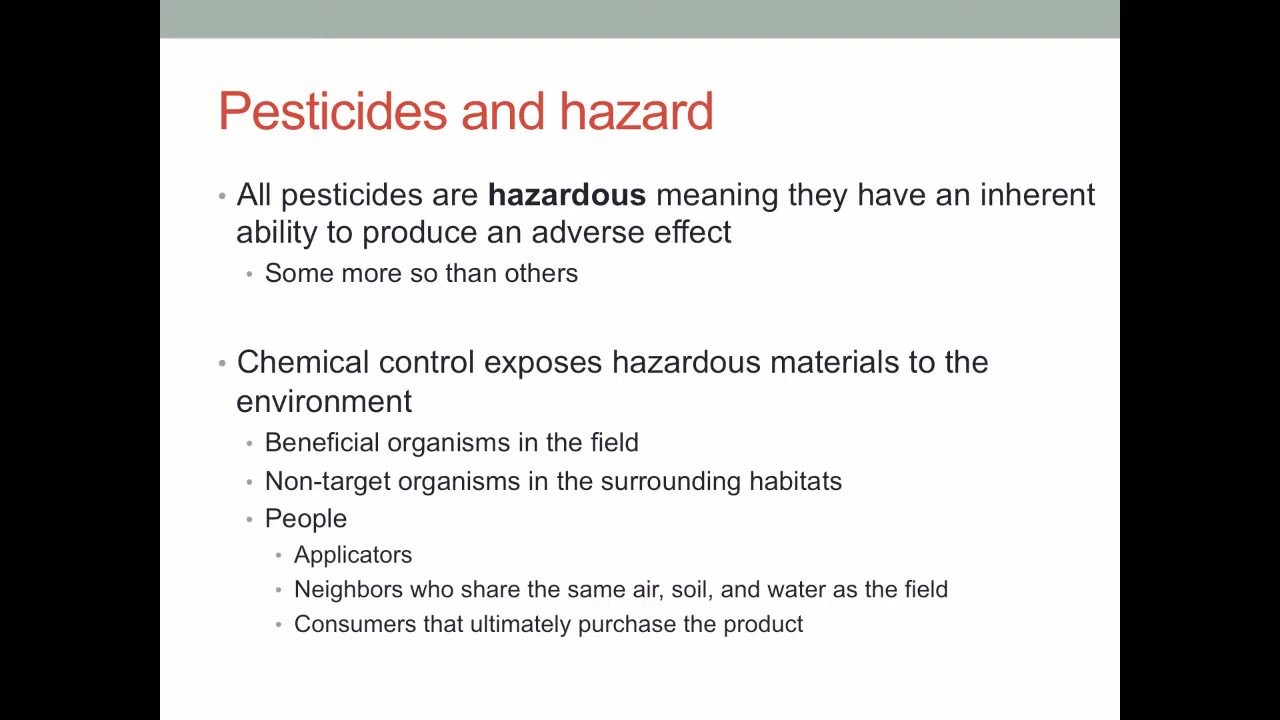 Pesticides and hazard
• All pesticides are hazardous meaning they have an inherent
ability to produce an adverse effect
• Some more so than others
• Chemical control exposes hazardous materials to the
environment
• Beneficial organisms in the field
• Non-target organisms in the surrounding habitats
• People
• Applicators
• Neighbors who share the same air, soil, and water as the field
• Consumers that ultimately purchase the product